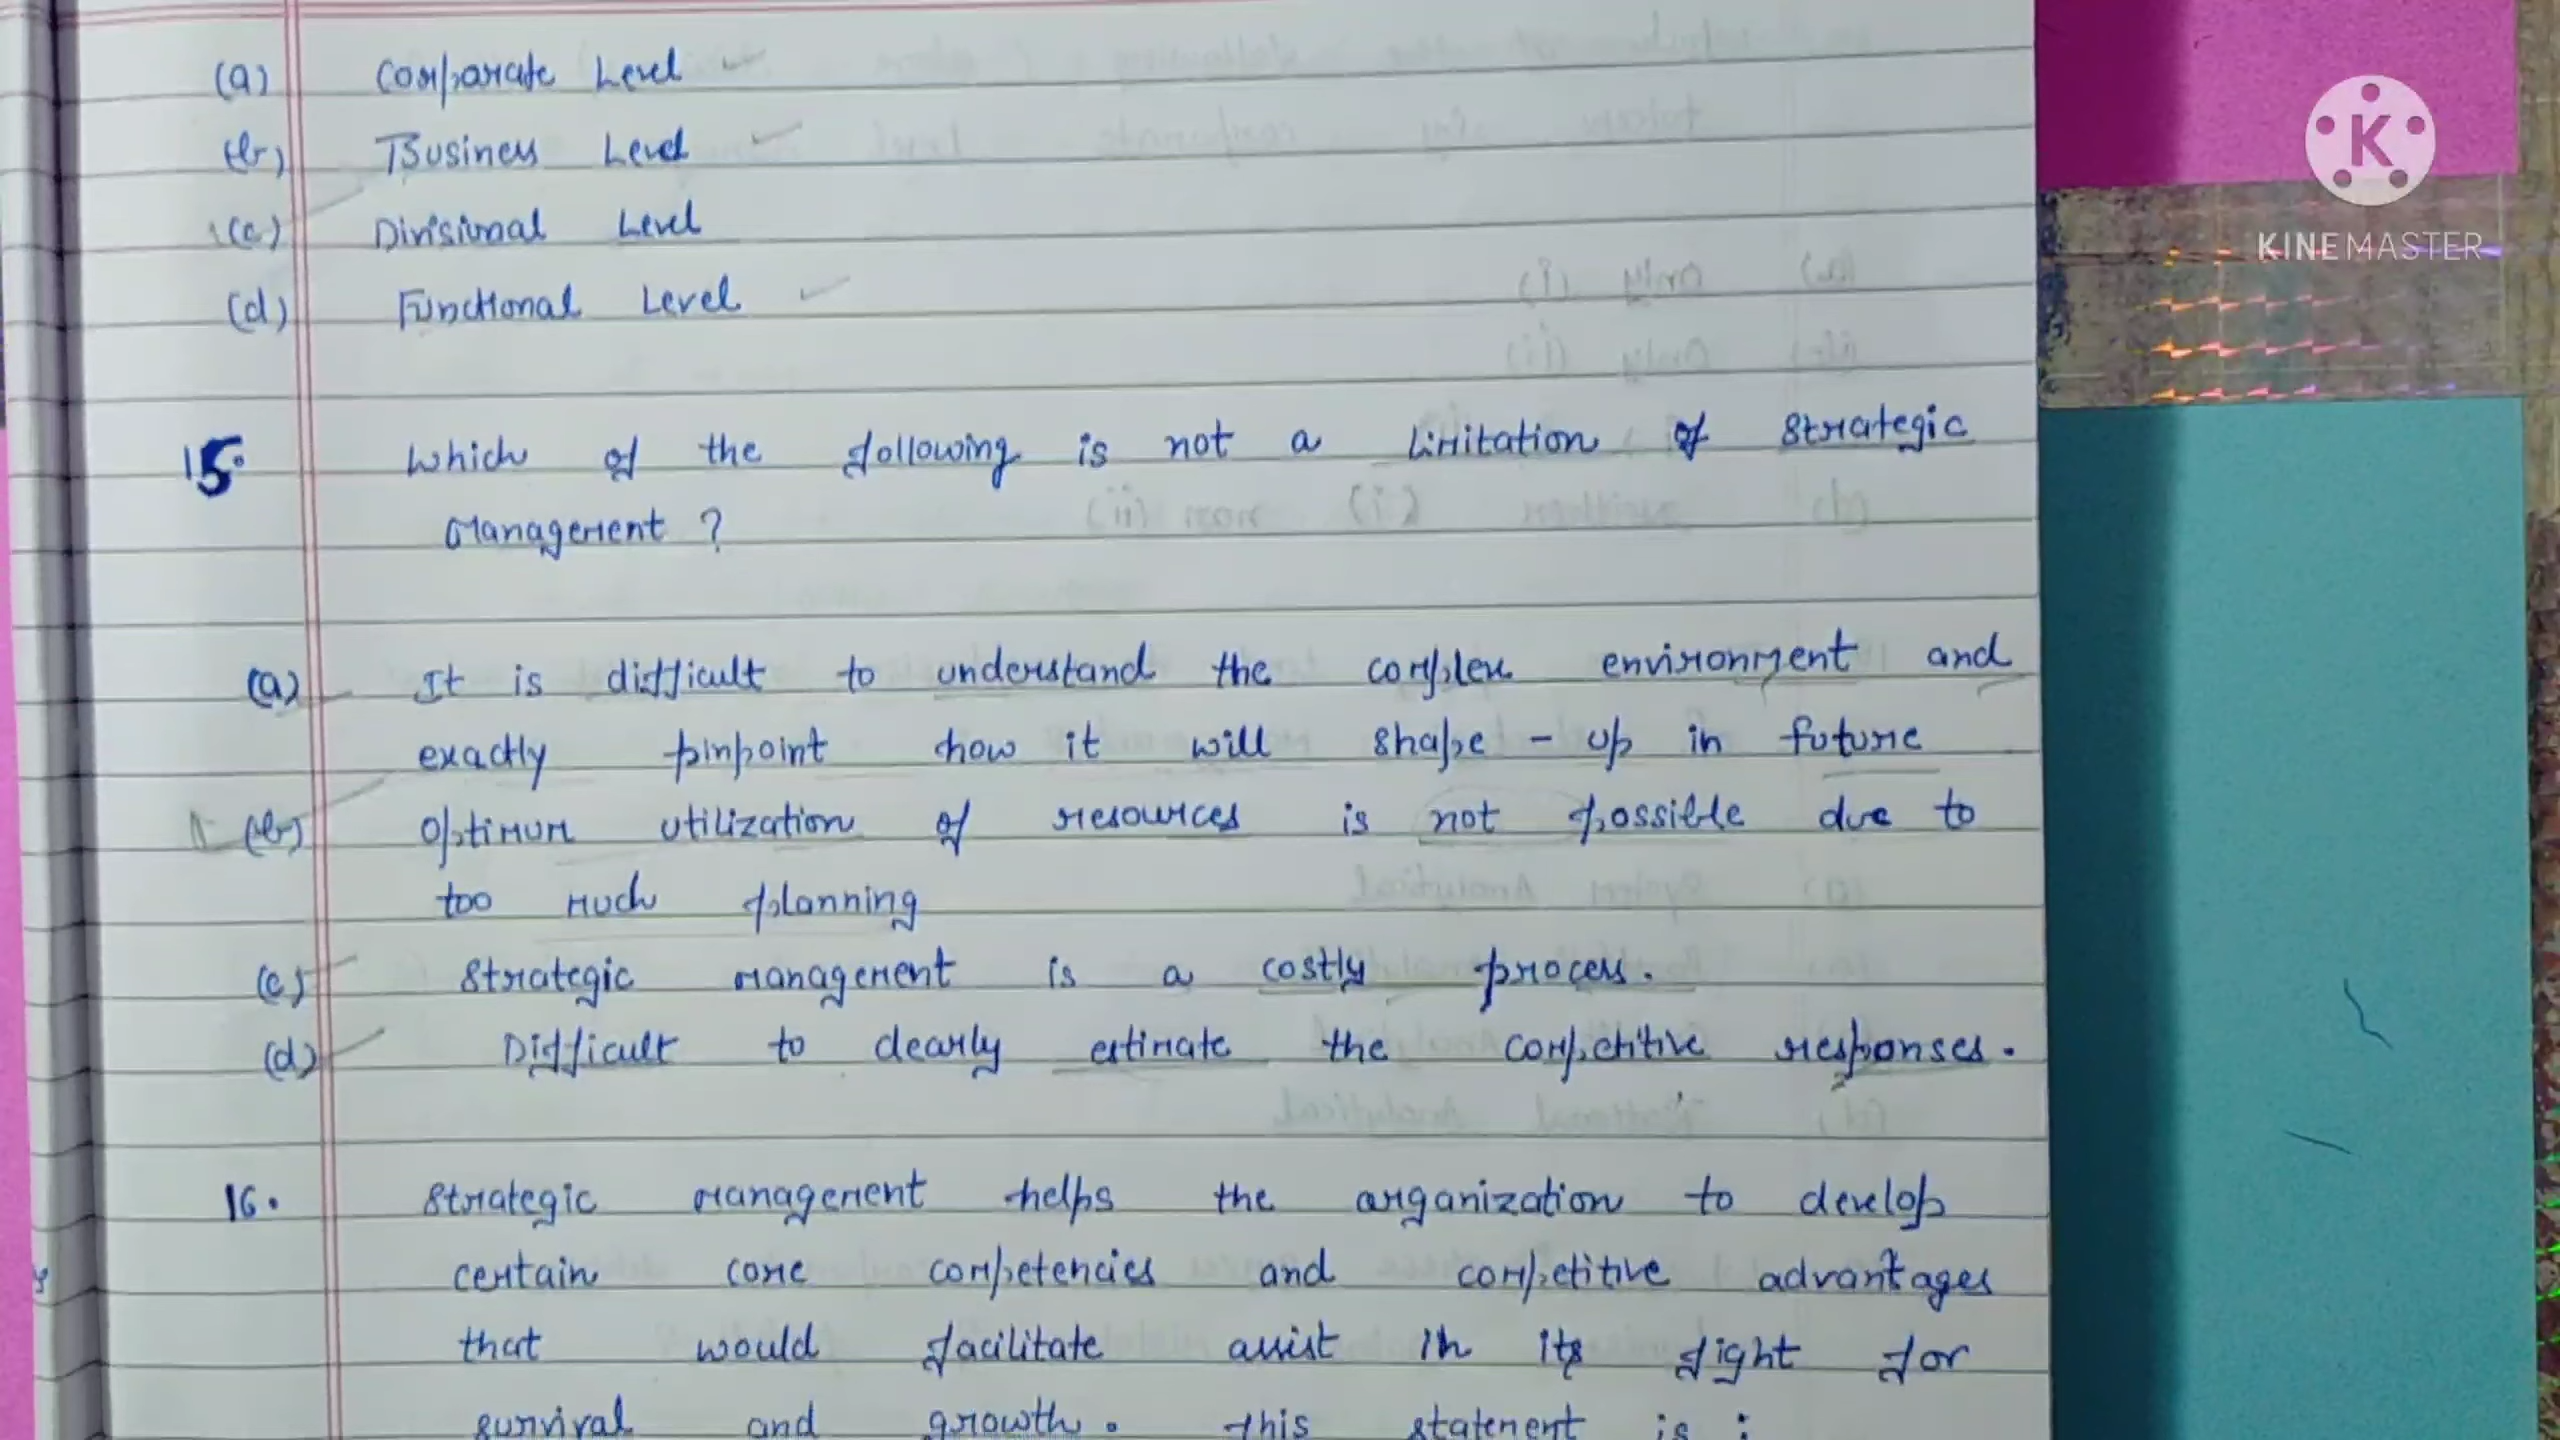 (a) Corporate Level
(b) Business Level
(c) Divisional Level
(d) Functional Level
15. Which of the following is not a limitation of strategic
management ?
(a) It is difficult to understand the complex environment and
exactly pinpoint how it will shape - up in future
(b) Optimum utilization of resources is not possible due to
too much planning
(c) Strategic management is a costly process.
(d) Difficult to clearly estimate the competitive responses.
16. Strategic management helps the organization to develop
certain core competencies and competitive advantages
that would facilitate assist in its fight for
survival and growth. This statement is :
K
KINEMASTER